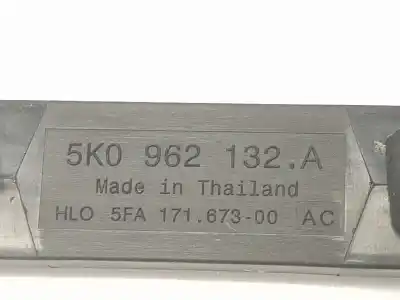 5K0 962 132.A
Made in Thailand
HLO 5FA 171.673-00 AC